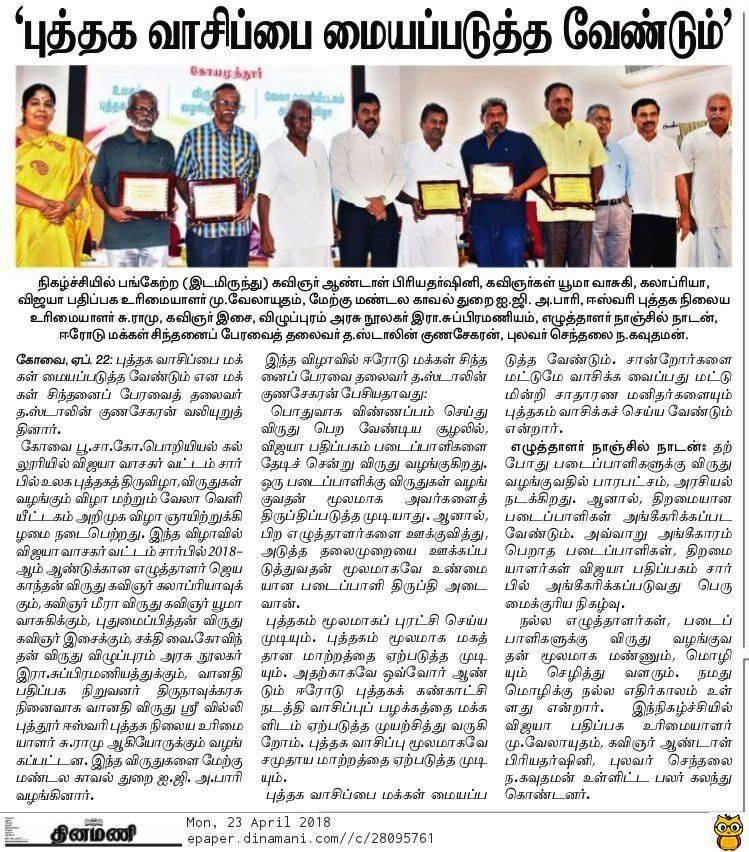 ‘புத்தக வாசிப்பை மையப்படுத்த வேண்டும்’
கோயமுத்தூர்
உலகப்
புத்தக
விரு
வழங்கு
வேலா வெளியீட்டகம்
விழா
நிகழ்ச்சியில் பங்கேற்ற (இடமிருந்து) கவிஞர் ஆண்டாள் பிரியதர்ஷினி, கவிஞர்கள் யூமா வாசுகி, கலாப்ரியா,
விஜயா பதிப்பக உரிமையாளர் மு.வேலாயுதம், மேற்கு மண்டல காவல் துறை ஐ.ஜி. அ.பாரி, ஈஸ்வரி புத்தக நிலைய
உரிமையாளர் சு.ராமு, கவிஞர் இசை, விழுப்புரம் அரசு நூலகர் இரா.சுப்பிரமணியம், எழுத்தாளர் நாஞ்சில் நாடன்,
ஈரோடு மக்கள் சிந்தனைப் பேரவைத் தலைவர் த.ஸ்டாலின் குணசேகரன், புலவர் செந்தலை ந.கவுதமன்.
கோவை, ஏப். 22: புத்தக வாசிப்பை மக்
கள் மையப்படுத்த வேண்டும் என மக்
கள் சிந்தனைப் பேரவைத் தலைவர்
த.ஸ்டாலின் குணசேகரன் வலியுறுத்
தினார்.
கோவை பூ.சா.கோ.பொறியியல் கல்
லூரியில் விஜயா வாசகர் வட்டம் சார்
பில் உலக புத்தகத் திருவிழா, விருதுகள்
வழங்கும் விழா மற்றும் வேலா வெளி
யீட்டகம் அறிமுக விழா ஞாயிற்றுக்கி
ழமை நடைபெற்றது. இந்த விழாவில்
விஜயா வாசகர் வட்டம் சார்பில் 2018-
ஆம் ஆண்டுக்கான எழுத்தாளர் ஜெய
காந்தன் விருது கவிஞர் கலாப்ரியாவுக்
கும், கவிஞர் மீரா விருது கவிஞர் யூமா
வாசுகிக்கும், புதுமைப்பித்தன் விருது
கவிஞர் இசைக்கும், சக்தி வை.கோவிந்
தன் விருது விழுப்புரம் அரசு நூலகர்
இரா.சுப்பிரமணியத்துக்கும், வானதி
பதிப்பக நிறுவனர் திருநாவுக்கரசு
நினைவாக வானதி விருது ஸ்ரீ வில்லி
புத்தூர் ஈஸ்வரி புத்தக நிலைய உரிமை
யாளர் சு.ராமு ஆகியோருக்கும் வழங்
கப்பட்டன. இந்த விருதுகளை மேற்கு
மண்டல காவல் துறை ஐ.ஜி. அ.பாரி
வழங்கினார்.
இந்த விழாவில் ஈரோடு மக்கள் சிந்த
னைப் பேரவை தலைவர் த.ஸ்டாலின்
குணசேகரன் பேசியதாவது:
பொதுவாக விண்ணப்பம் செய்து
விருது பெற வேண்டிய சூழலில்,
விஜயா பதிப்பகம் படைப்பாளிகளை
தேடிச் சென்று விருது வழங்குகிறது.
ஒரு படைப்பாளிக்கு விருதுகள் வழங்
குவதன் மூலமாக அவர்களைத்
திருப்திப்படுத்த முடியாது. ஆனால்,
பிற எழுத்தாளர்களை ஊக்குவித்து,
அடுத்த தலைமுறையை ஊக்கப்ப
டுத்துவதன் மூலமாகவே உண்மை
யான படைப்பாளி திருப்தி அடை
வான்.
புத்தகம் மூலமாகப் புரட்சி செய்ய
முடியும். புத்தகம் மூலமாக மகத்
தான மாற்றத்தை ஏற்படுத்த முடி
யும். அதற்காகவே ஒவ்வோர் ஆண்
டும் ஈரோடு புத்தகக் கண்காட்சி
நடத்தி வாசிப்புப் பழக்கத்தை மக்க
ளிடம் ஏற்படுத்த முயற்சித்து வருகி
றோம். புத்தக வாசிப்பு மூலமாகவே
சமுதாய மாற்றத்தை ஏற்படுத்த முடி
யும்.
புத்தக வாசிப்பை மக்கள் மையப்ப
டுத்த வேண்டும். சான்றோர்களை
மட்டுமே வாசிக்க வைப்பது மட்டு
மின்றி சாதாரண மனிதர்களையும்
புத்தகம் வாசிக்கச் செய்ய வேண்டும்
என்றார்.
எழுத்தாளர் நாஞ்சில் நாடன்: தற்
போது படைப்பாளிகளுக்கு விருது
வழங்குவதில் பாரபட்சம், அரசியல்
நடக்கிறது. ஆனால், திறமையான
படைப்பாளிகள் அங்கீகரிக்கப்பட
வேண்டும். அவ்வாறு அங்கீகாரம்
பெறாத படைப்பாளிகள், திறமை
யாளர்கள் விஜயா பதிப்பகம் சார்
பில் அங்கீகரிக்கப்படுவது பெரு
மைக்குரிய நிகழ்வு.
நல்ல எழுத்தாளர்கள், படைப்
பாளிகளுக்கு விருது வழங்குவ
தன் மூலமாக மண்ணும், மொழி
யும் செழித்து வளரும். நமது
மொழிக்கு நல்ல எதிர்காலம் உள்
ளது என்றார். இந்நிகழ்ச்சியில்
விஜயா பதிப்பக உரிமையாளர்
மு.வேலாயுதம், கவிஞர் ஆண்டாள்
பிரியதர்ஷினி, புலவர் செந்தலை
ந.கவுதமன் உள்ளிட்ட பலர் கலந்து
கொண்டனர்.
தினமணி
Mon, 23 April 2018
epaper.dinamani.com//c/28095761